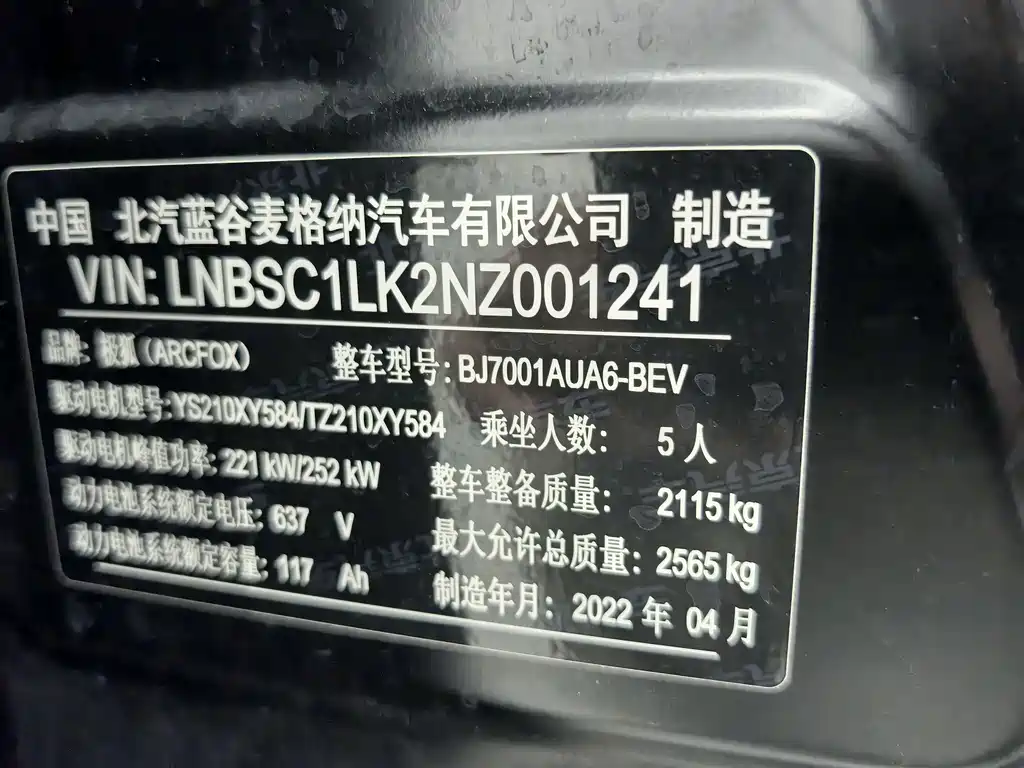 中国 北汽蓝谷麦格纳汽车有限公司 制造
VIN: LNBSC1LK2NZ001241
品牌: 极狐(ARCFOX) 整车型号: BJ7001AUA6-BEV
驱动电机型号: YS210XY584/TZ210XY584 乘坐人数: 5 人
驱动电机峰值功率: 221 kW/252 kW 整车整备质量: 2115 kg
动力电池系统额定电压: 637 V 最大允许总质量: 2565 kg
动力电池系统额定容量: 117 Ah 制造年月: 2022 年 04 月